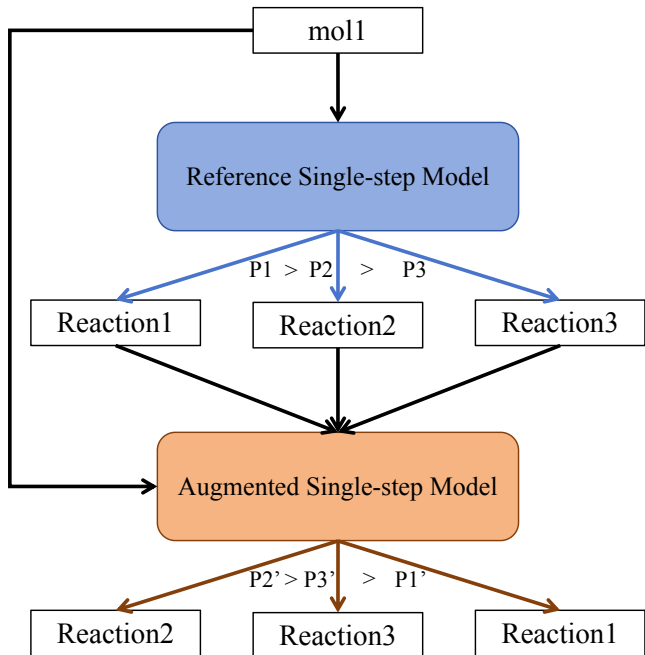 mol1
Reference Single-step Model
P1 > P2 > P3
Reaction1
Reaction2
Reaction3
Augmented Single-step Model
P2’ > P3’ > P1’
Reaction2
Reaction3
Reaction1